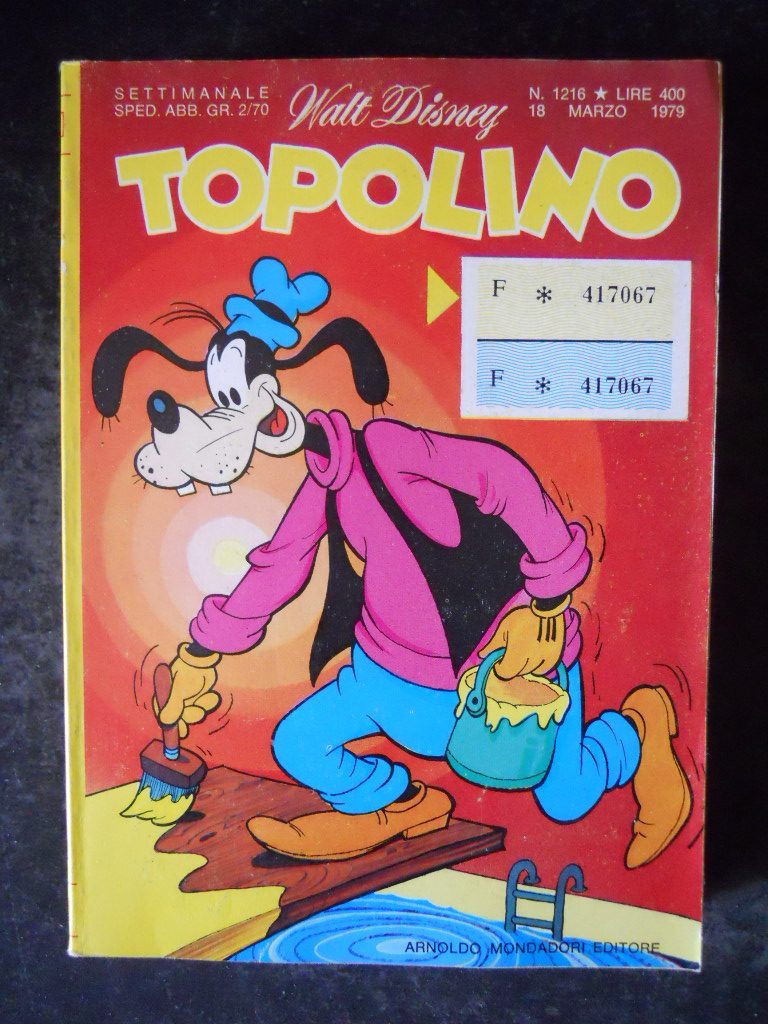 SETTIMANALE
SPED. ABB. GR. 2/70
Walt Disney
N. 1216 ★ LIRE 400
18 MARZO 1979
TOPOLINO
F * 417067
F * 417067
ARNOLDO MONDADORI EDITORE